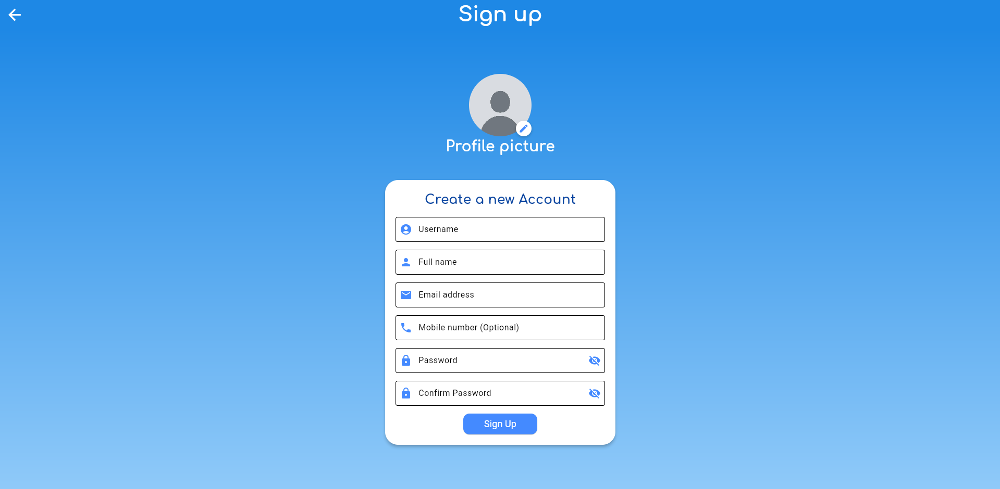 Sign up
Profile picture
Create a new Account
Username
Full name
Email address
Mobile number (Optional)
Password
Confirm Password
Sign Up